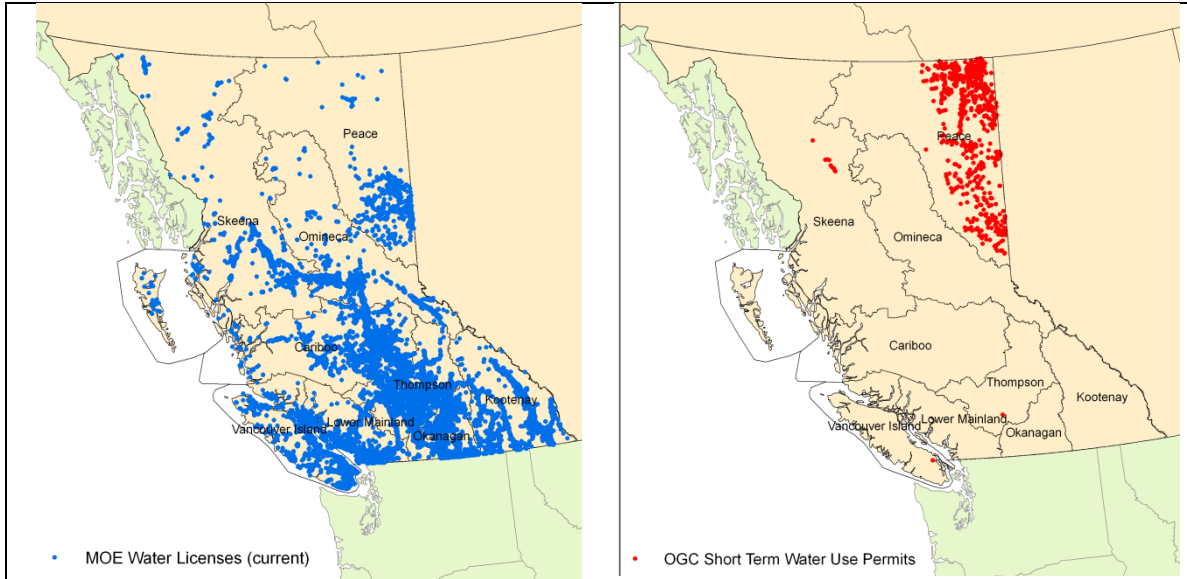 Peace
Skeena
Omineca
Cariboo
Thompson
Kootenay
Vancouver Island
Lower Mainland
Okanagan
MOE Water Licenses (current)
Peace
Skeena
Omineca
Cariboo
Thompson
Kootenay
Lower Mainland
Vancouver Island
Okanagan
OGC Short Term Water Use Permits